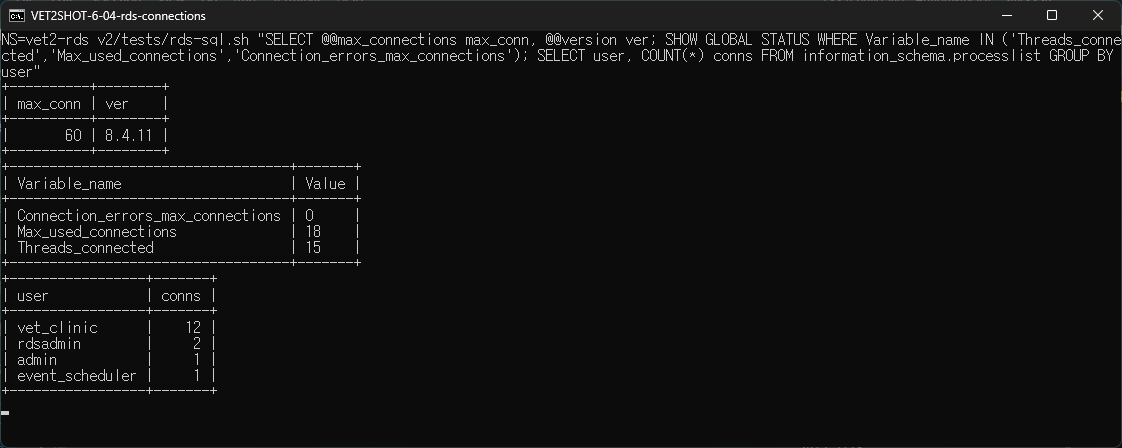 VET2SHOT-6-04-rds-connections
NS=vet2-rds v2/tests/rds-sql.sh "SELECT @@max_connections max_conn, @@version ver; SHOW GLOBAL STATUS WHERE Variable_name IN ('Threads_conne
cted','Max_used_connections','Connection_errors_max_connections'); SELECT user, COUNT(*) conns FROM information_schema.processlist GROUP BY
user"
+----------+--------+
| max_conn | ver    |
+----------+--------+
|       60 | 8.4.11 |
+----------+--------+
+-----------------------------------+-------+
| Variable_name                     | Value |
+-----------------------------------+-------+
| Connection_errors_max_connections | 0     |
| Max_used_connections              | 18    |
| Threads_connected                 | 15    |
+-----------------------------------+-------+
+-----------------+-------+
| user            | conns |
+-----------------+-------+
| vet_clinic      |    12 |
| rdsadmin        |     2 |
| admin           |     1 |
| event_scheduler |     1 |
+-----------------+-------+